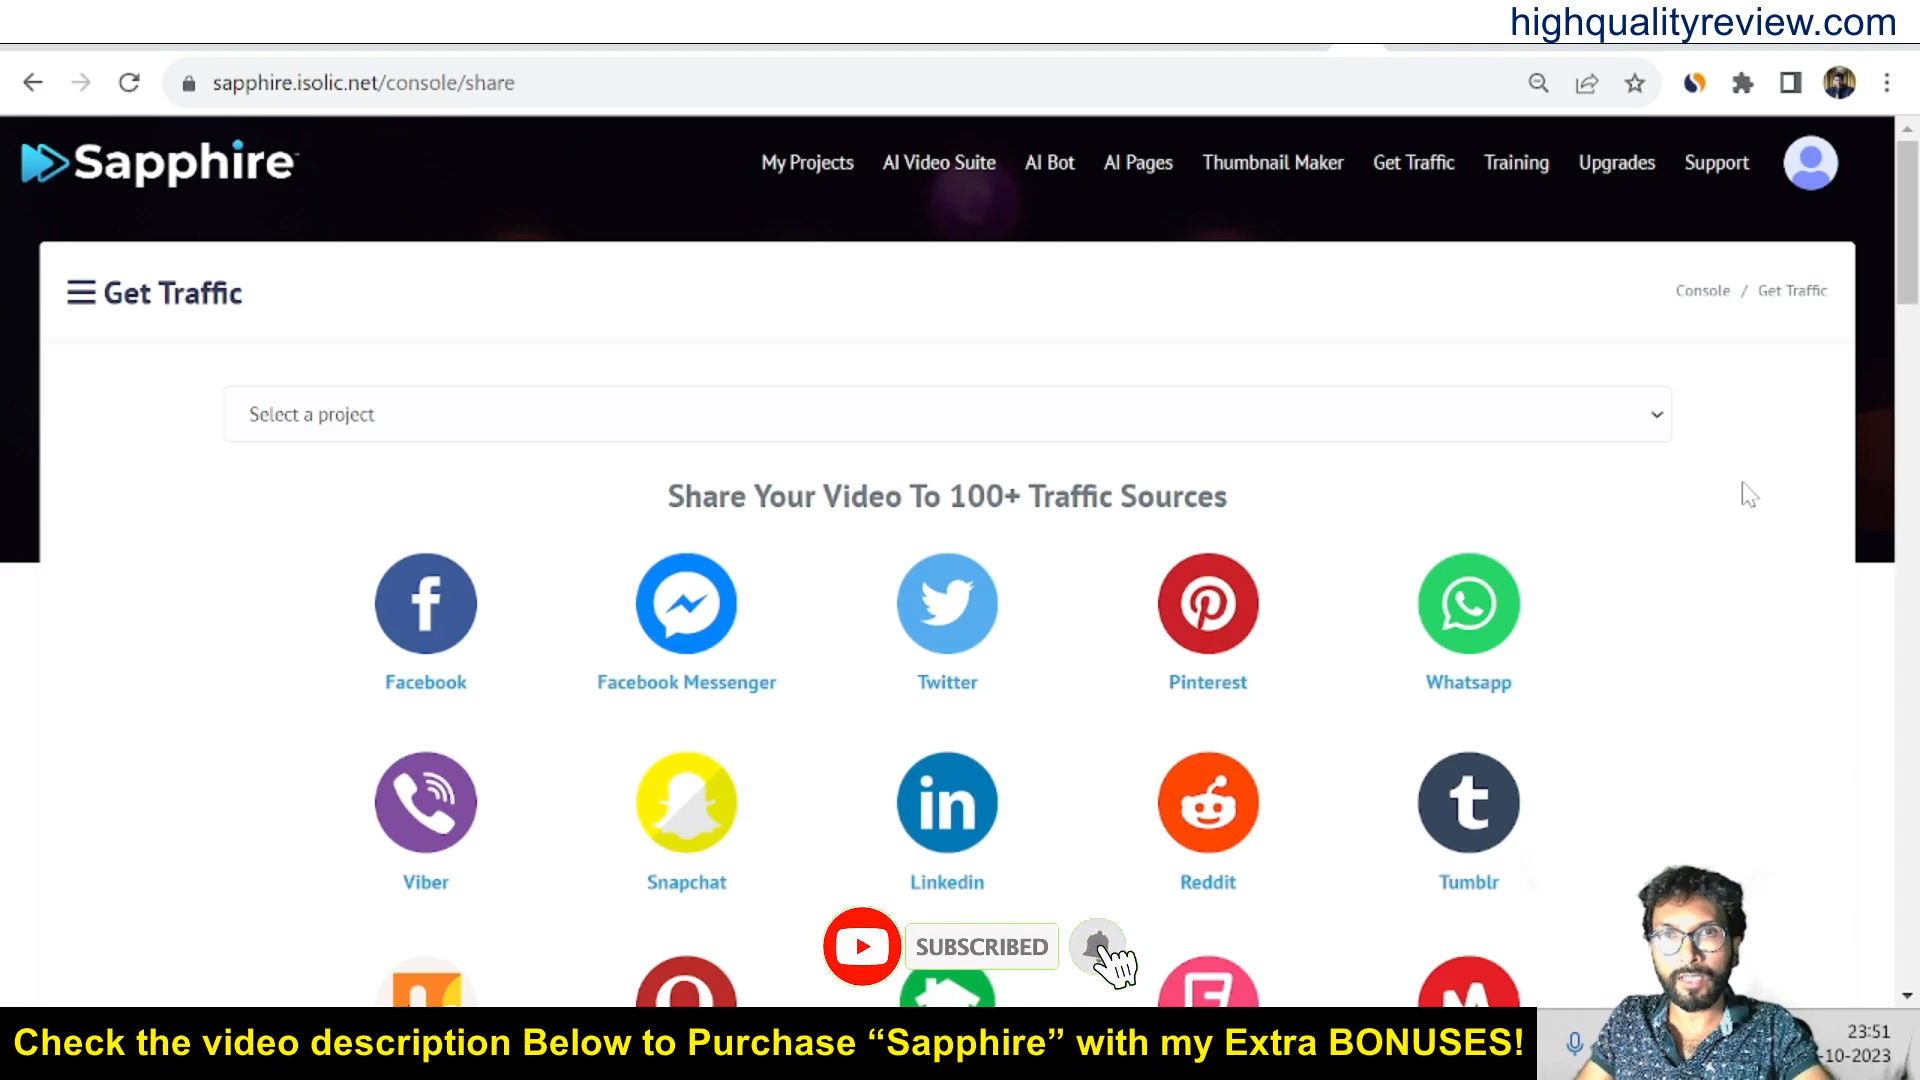 highqualityreview.com
sapphire.isolic.net/console/share
Sapphire
My Projects AI Video Suite AI Bot AI Pages Thumbnail Maker Get Traffic Training Upgrades Support
Get Traffic
Console / Get Traffic
Select a project
Share Your Video To 100+ Traffic Sources
Facebook Facebook Messenger Twitter Pinterest Whatsapp
Viber Snapchat Linkedin Reddit Tumblr
SUBSCRIBED
Check the video description Below to Purchase “Sapphire” with my Extra BONUSES!
23:51
-10-2023